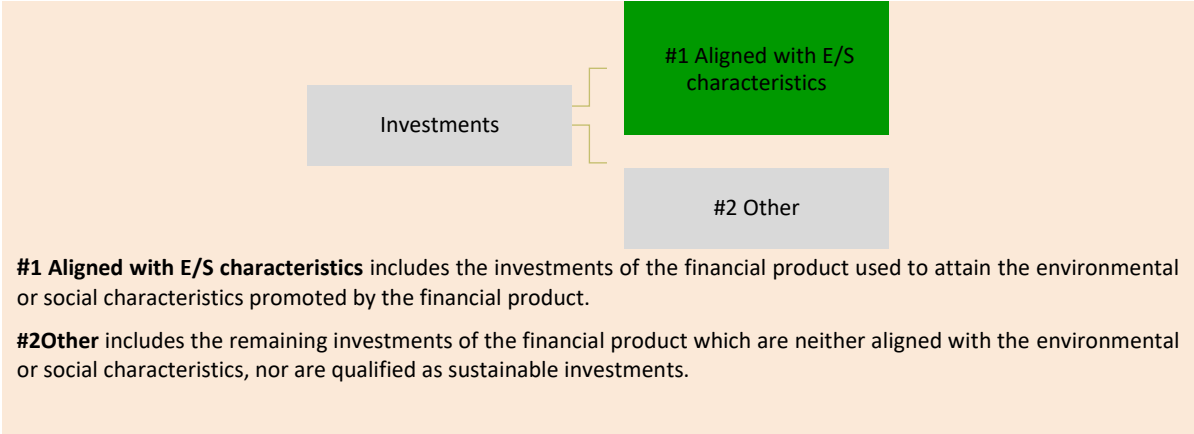 #1 Aligned with E/S
characteristics
Investments
#2 Other
#1 Aligned with E/S characteristics includes the investments of the financial product used to attain the environmental
or social characteristics promoted by the financial product.
#2Other includes the remaining investments of the financial product which are neither aligned with the environmental
or social characteristics, nor are qualified as sustainable investments.